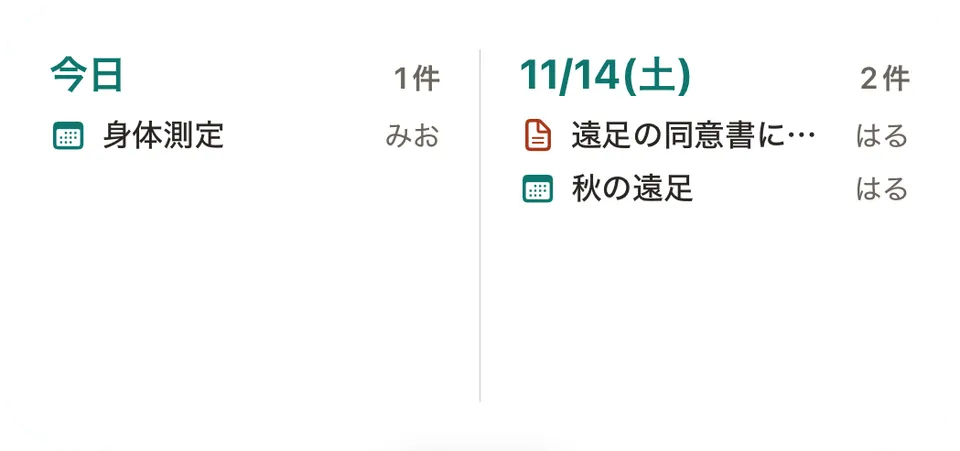 今日 1件
身体測定 みお
11/14(土) 2件
遠足の同意書に… はる
秋の遠足 はる